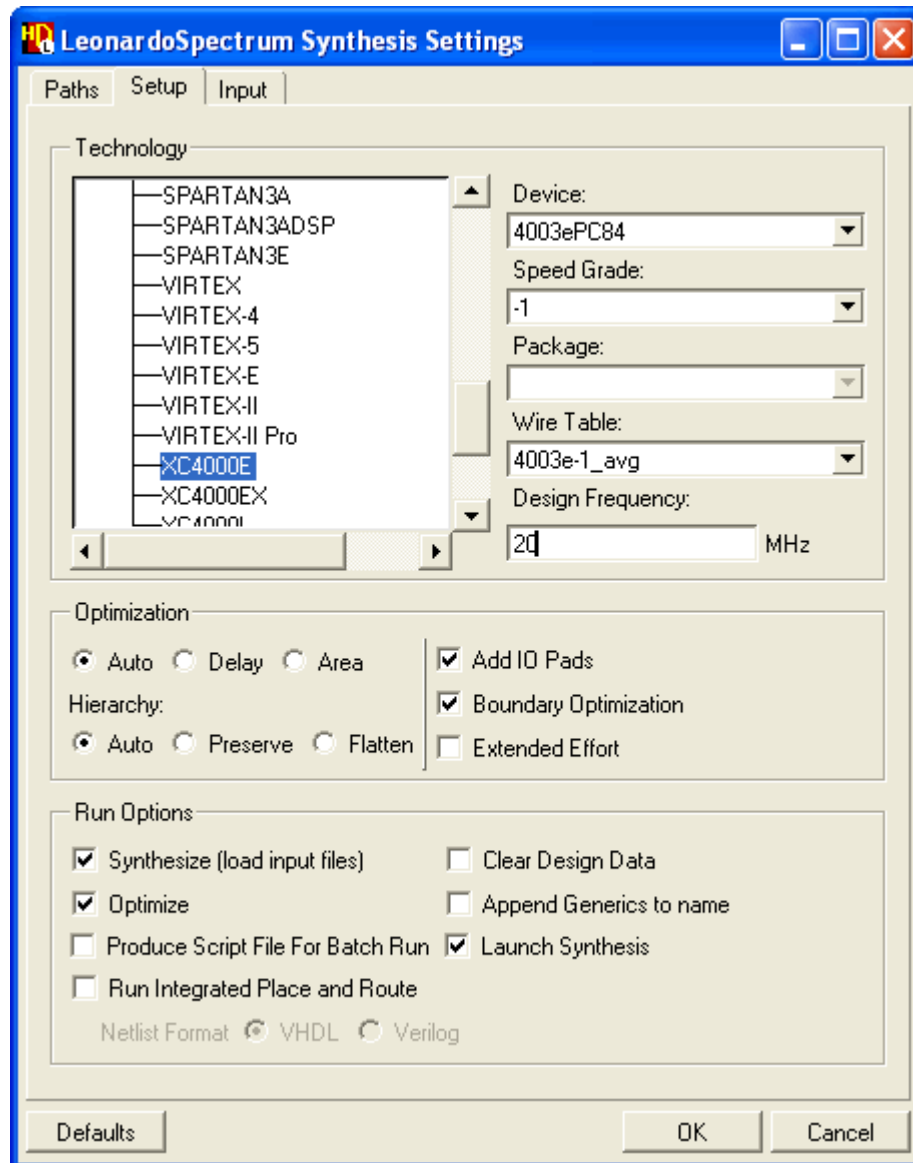 LeonardoSpectrum Synthesis Settings
Paths Setup Input
Technology
SPARTAN3A
SPARTAN3ADSP
SPARTAN3E
VIRTEX
VIRTEX-4
VIRTEX-5
VIRTEX-E
VIRTEX-II
VIRTEX-II Pro
XC4000E
XC4000EX
Device:
4003ePC84
Speed Grade:
-1
Package:
Wire Table:
4003e-1_avg
Design Frequency:
20 MHz
Optimization
Auto Delay Area
Hierarchy:
Auto Preserve Flatten
Add IO Pads
Boundary Optimization
Extended Effort
Run Options
Synthesize (load input files)
Optimize
Produce Script File For Batch Run
Run Integrated Place and Route
Netlist Format VHDL Verilog
Clear Design Data
Append Generics to name
Launch Synthesis
Defaults OK Cancel